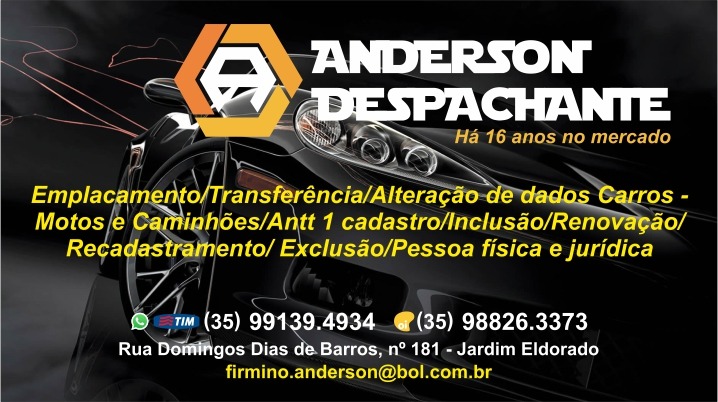 ANDERSON
DESPACHANTE
Há 16 anos no mercado
Emplacamento/Transferência/Alteração de dados Carros -
Motos e Caminhões/Antt 1 cadastro/Inclusão/Renovação/
Recadastramento/ Exclusão/Pessoa física e jurídica
TIM (35) 99139.4934 oi (35) 98826.3373
Rua Domingos Dias de Barros, nº 181 - Jardim Eldorado
firmino.anderson@bol.com.br